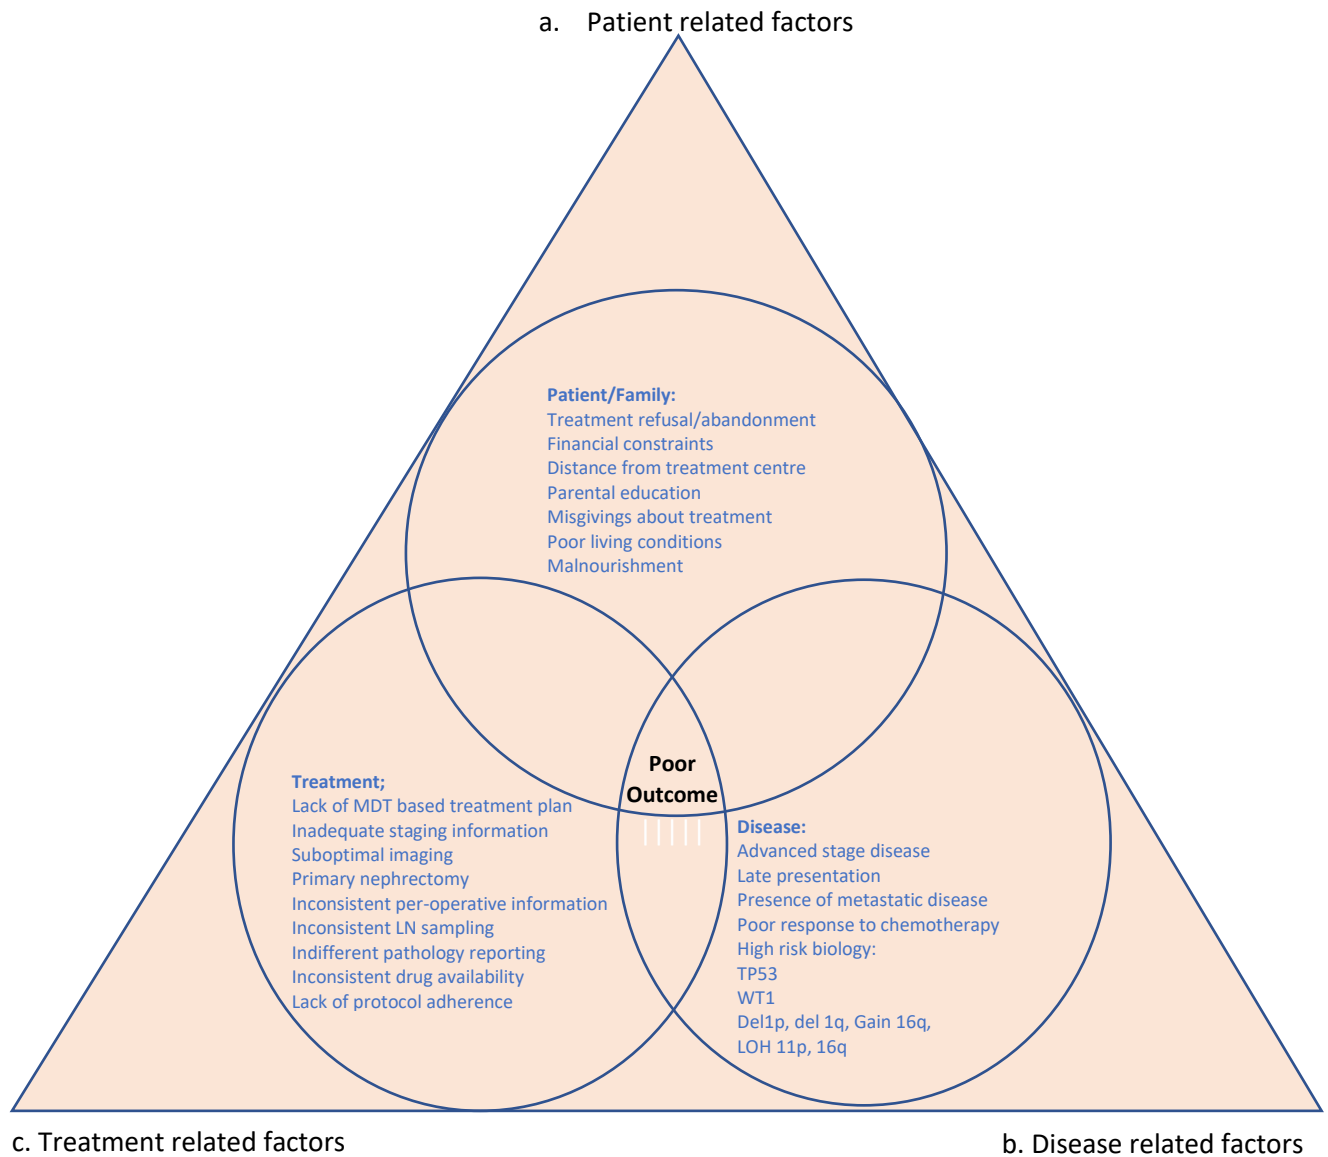 a. Patient related factors
Patient/Family:
Treatment refusal/abandonment
Financial constraints
Distance from treatment centre
Parental education
Misgivings about treatment
Poor living conditions
Malnourishment
Poor
Outcome
Treatment;
Lack of MDT based treatment plan
Inadequate staging information
Suboptimal imaging
Primary nephrectomy
Inconsistent per-operative information
Inconsistent LN sampling
Indifferent pathology reporting
Inconsistent drug availability
Lack of protocol adherence
Disease:
Advanced stage disease
Late presentation
Presence of metastatic disease
Poor response to chemotherapy
High risk biology:
TP53
WT1
Del1p, del 1q, Gain 16q,
LOH 11p, 16q
c. Treatment related factors
b. Disease related factors